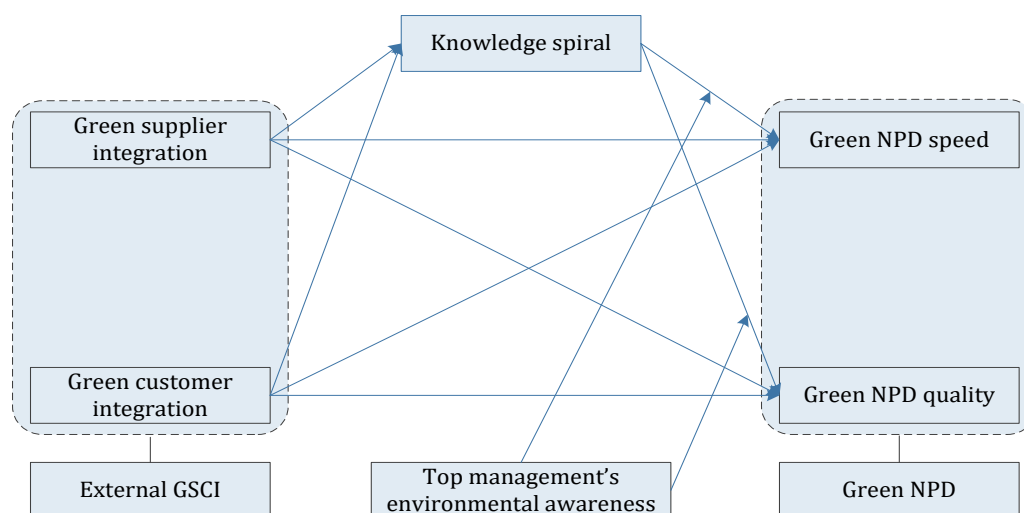 Knowledge spiral
Green supplier
integration
Green NPD speed
Green customer
integration
Green NPD quality
External GSCI
Top management’s
environmental awareness
Green NPD